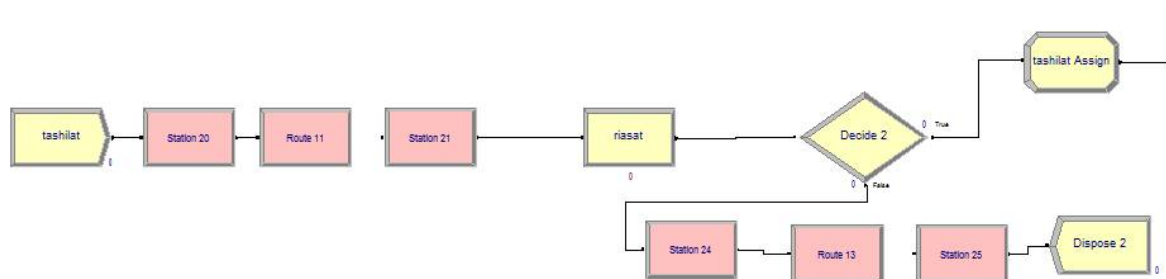 tashilat Assign
tashilat
0
Station 20
Route 11
Station 21
riasat
0
Decide 2
0 True
0 False
Station 24
Route 13
Station 25
Dispose 2
0